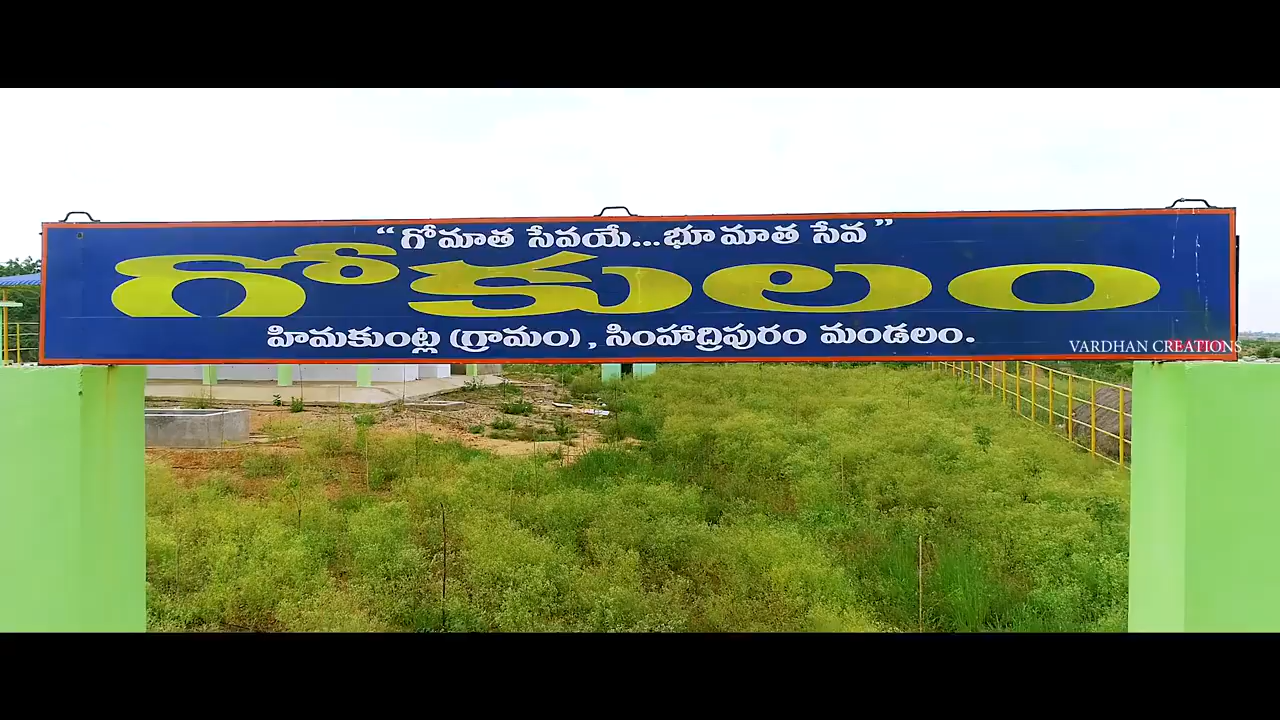 “గోమాత సేవయే...భూమాత సేవ”
గోకులం
హిమకుంట్ల (గ్రామం), సింహాద్రిపురం మండలం.
VARDHAN CREATIONS